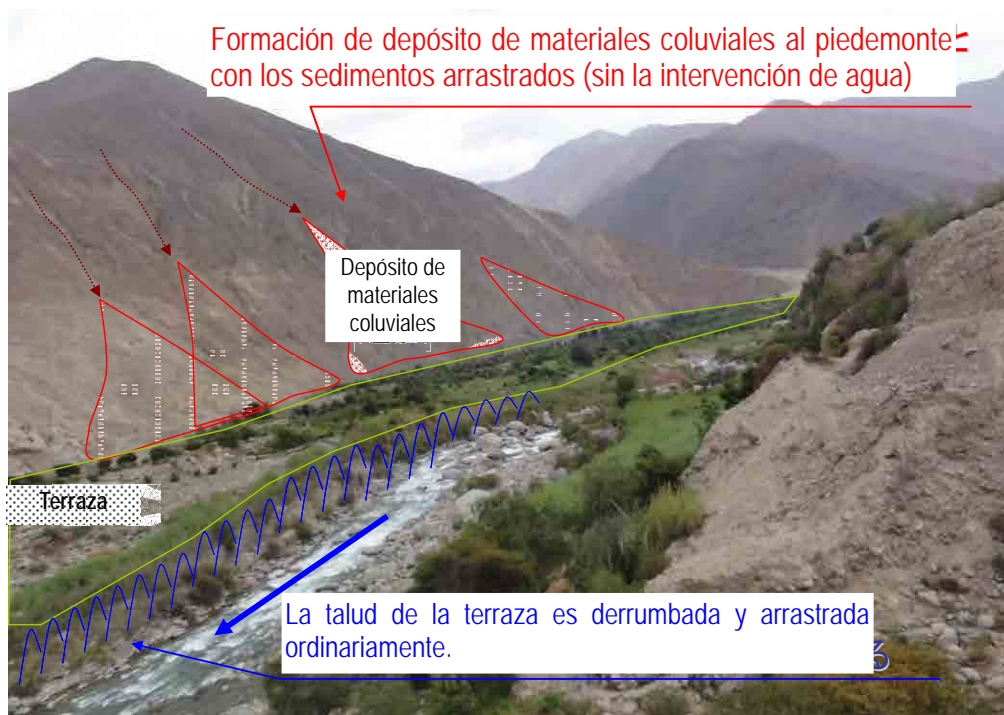 Formación de depósito de materiales coluviales al piedemonte
con los sedimentos arrastrados (sin la intervención de agua)
Depósito de
materiales
coluviales
Terraza
La talud de la terraza es derrumbada y arrastrada
ordinariamente.